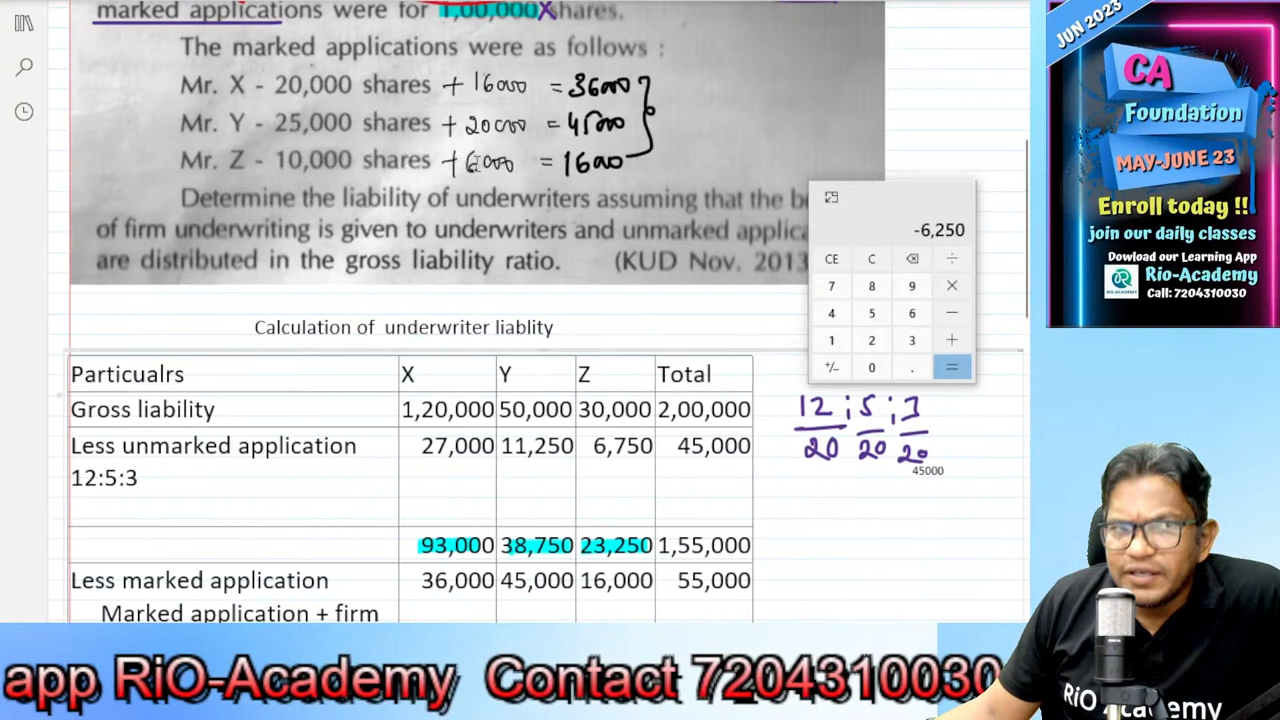 marked applications were for 1,00,000 shares.
The marked applications were as follows :
Mr. X - 20,000 shares + 16000 = 36000
Mr. Y - 25,000 shares + 20000 = 45000
Mr. Z - 10,000 shares + 6000 = 16000
Determine the liability of underwriters assuming that the
of firm underwriting is given to underwriters and unmarked
are distributed in the gross liability ratio. (KUD Nov. 2013
-6,250
CE C ⌫ ÷
7 8 9 ×
4 5 6 −
1 2 3 +
+/− 0 . =
Calculation of underwriter liablity
Particualrs X Y Z Total
Gross liability 1,20,000 50,000 30,000 2,00,000
Less unmarked application 27,000 11,250 6,750 45,000
12:5:3
93,000 38,750 23,250 1,55,000
Less marked application 36,000 45,000 16,000 55,000
Marked application + firm
12 : 5 : 3
20 20 20
45000
JUN 2023
CA
Foundation
MAY-JUNE 23
Enroll today !!
join our daily classes
Dowload our Learning App
Rio-Academy
Call: 7204310030
RIO ACADEMY
app RiO-Academy Contact 7204310030